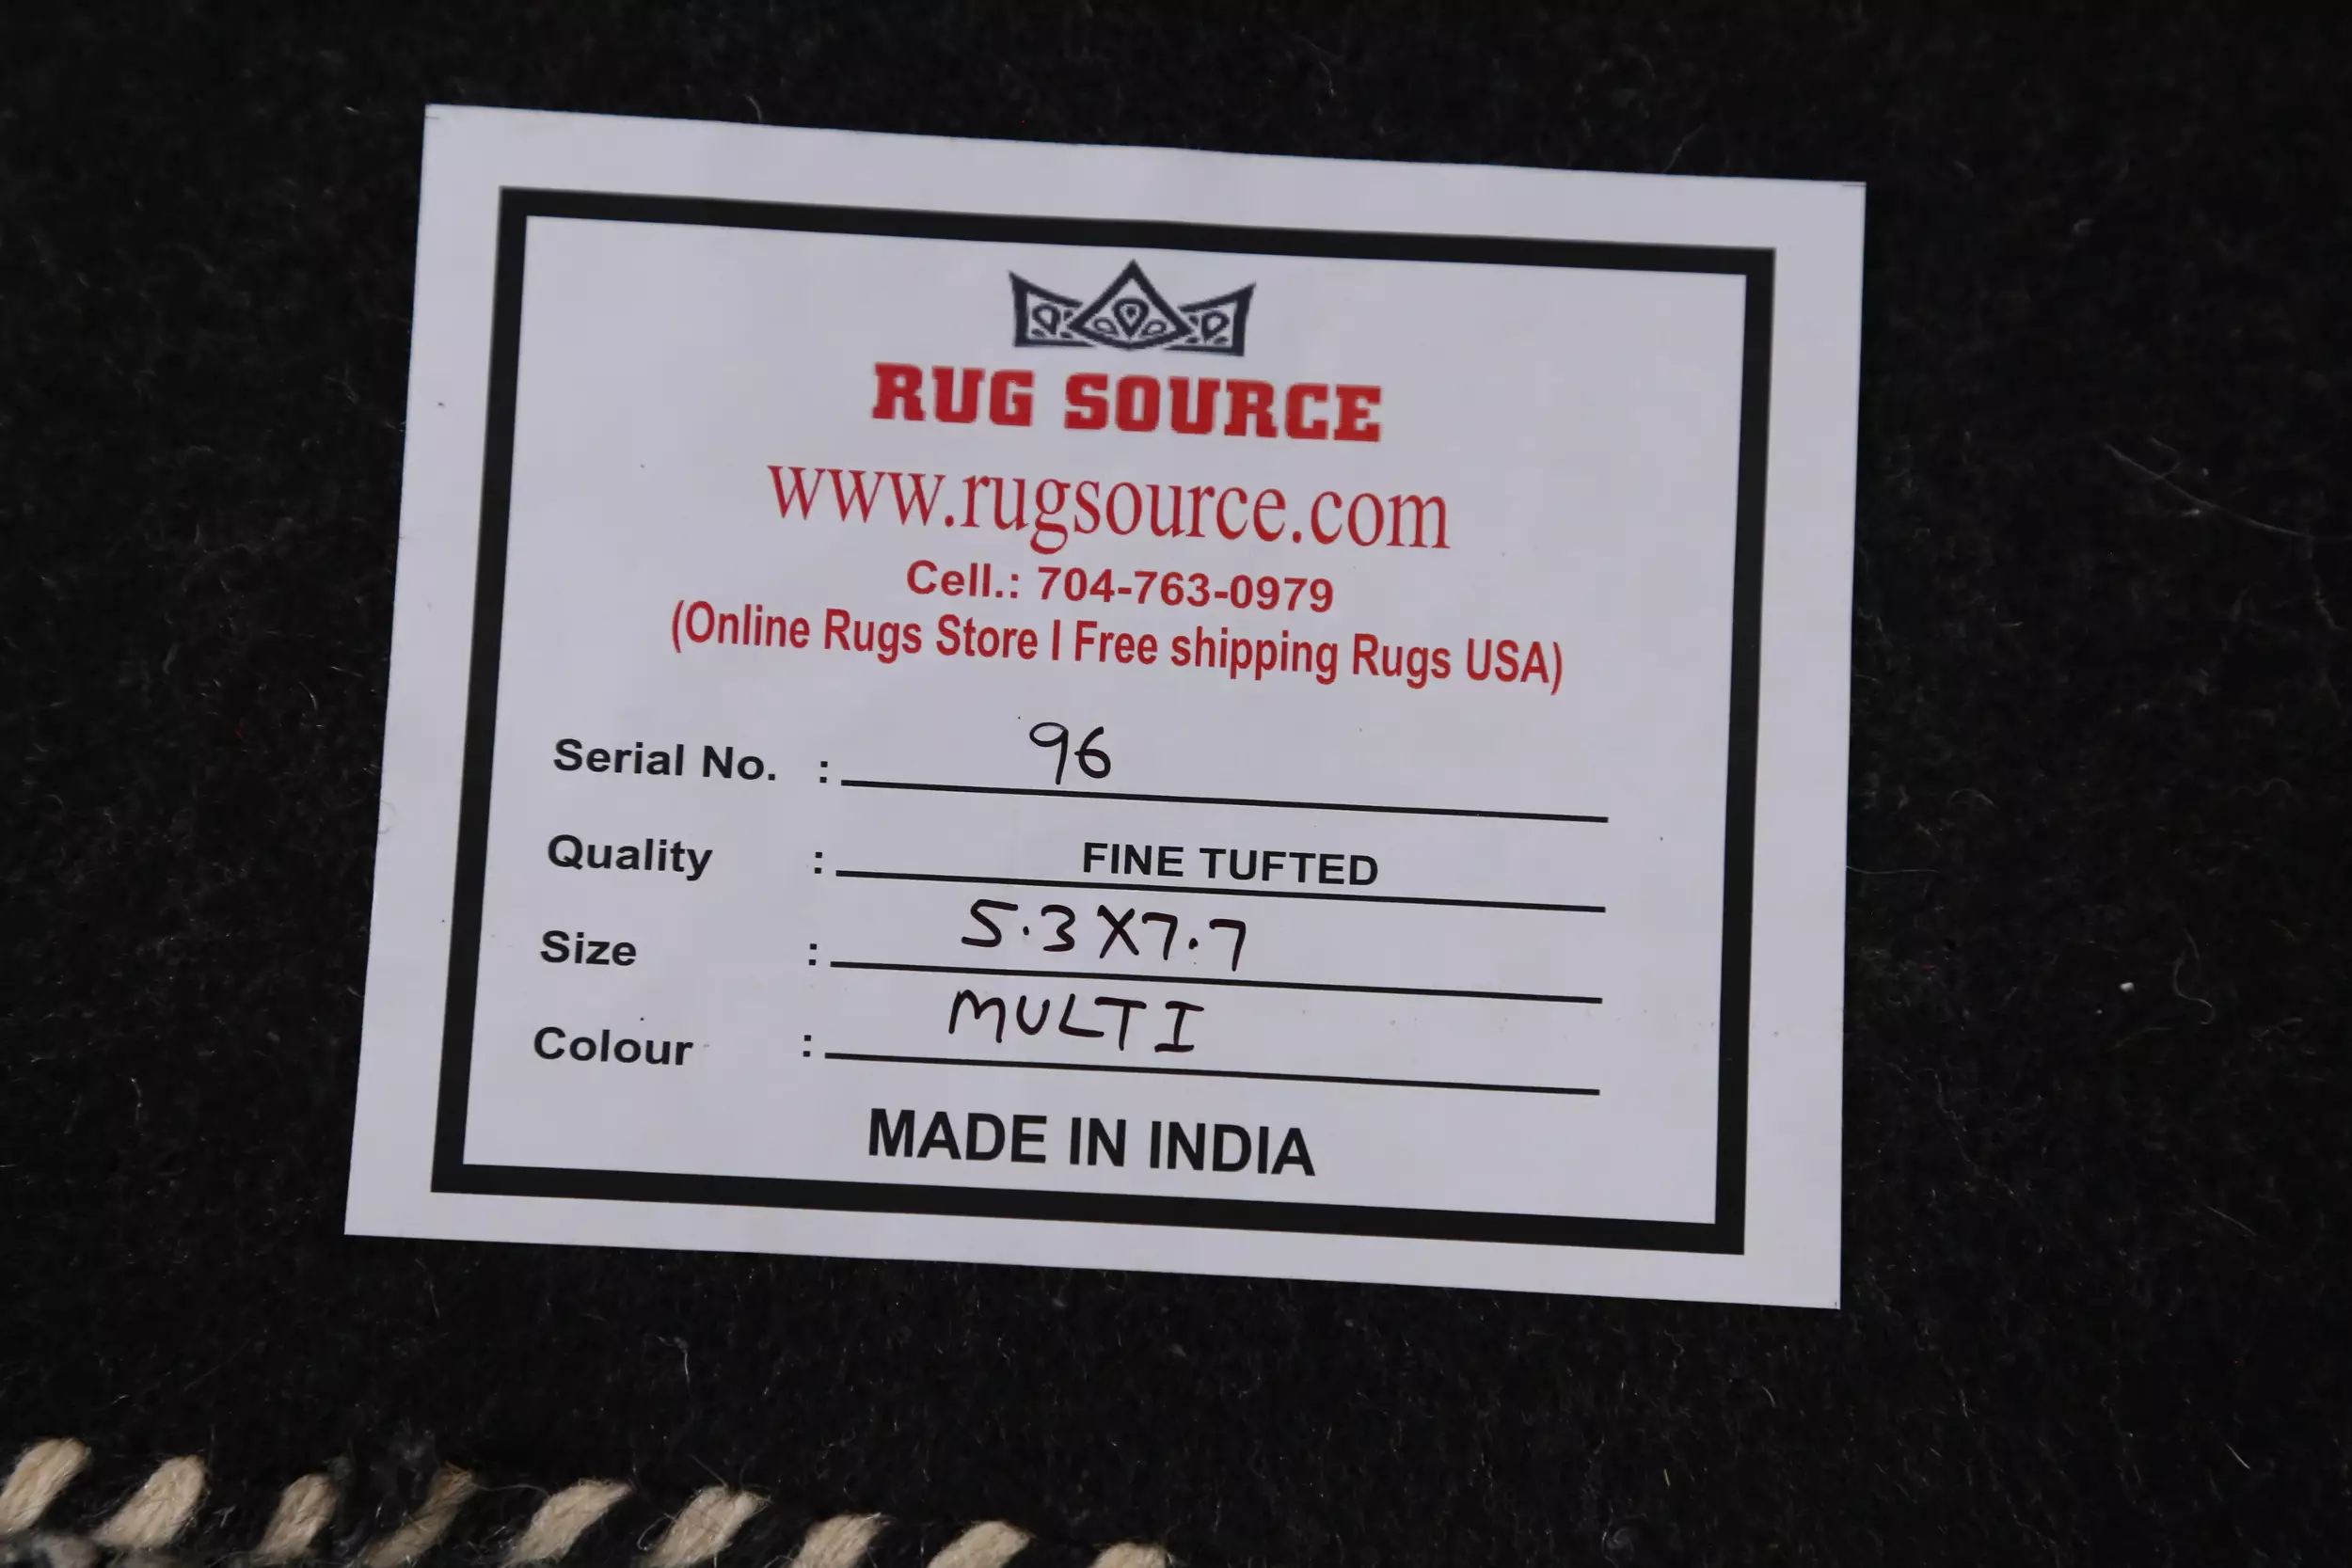 RUG SOURCE
www.rugsource.com
Cell.: 704-763-0979
(Online Rugs Store I Free shipping Rugs USA)
Serial No. : 96
Quality : FINE TUFTED
Size : 5.3X7.7
Colour : MULTI
MADE IN INDIA